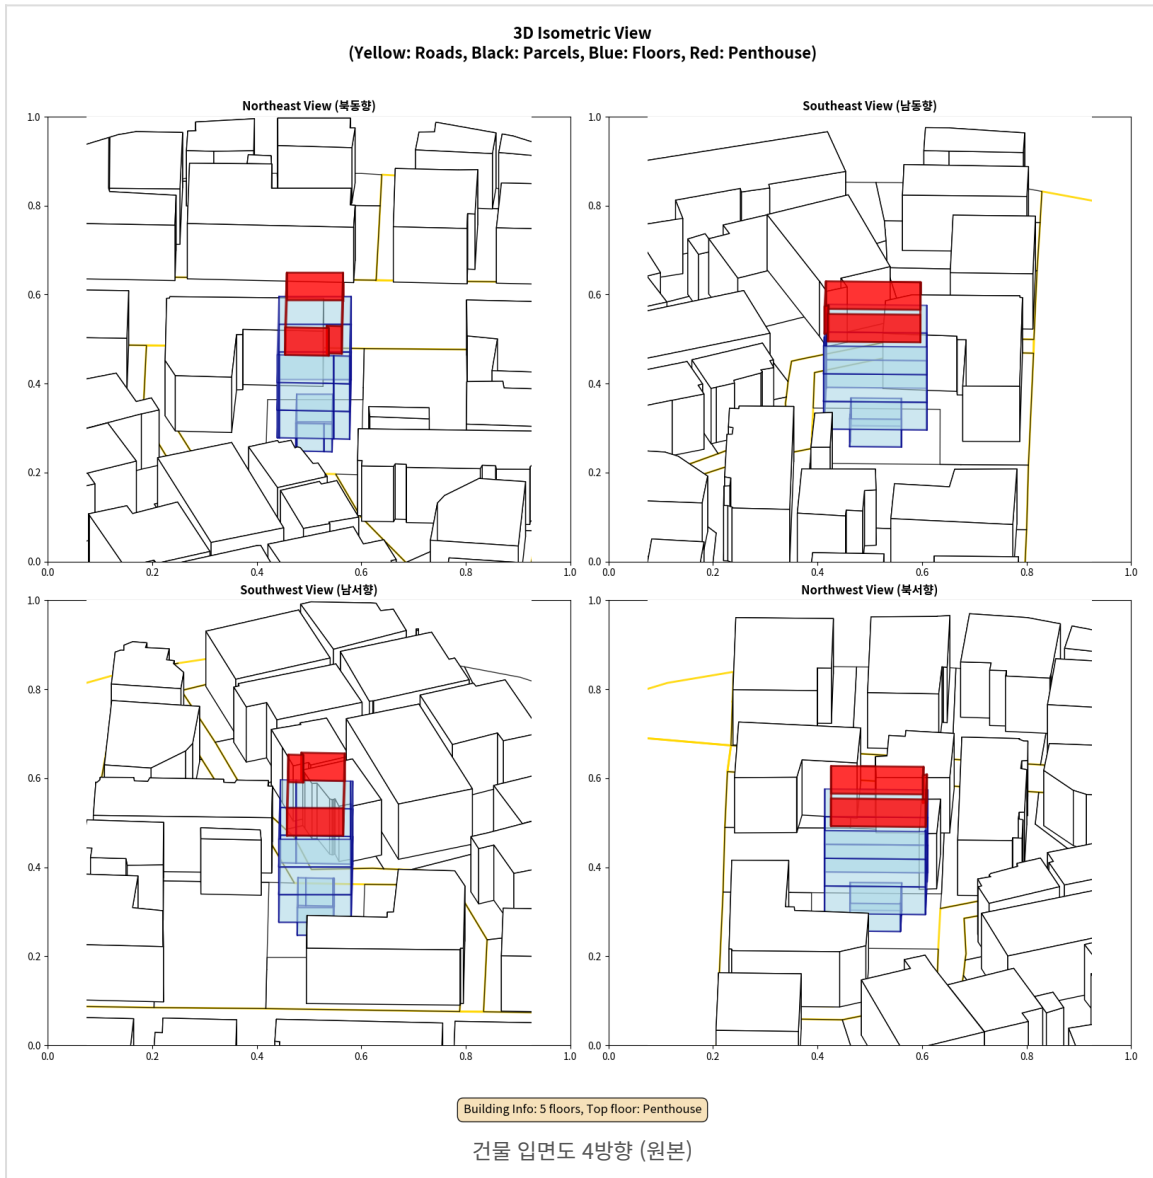 3D Isometric View
(Yellow: Roads, Black: Parcels, Blue: Floors, Red: Penthouse)
Northeast View (북동향)
1.0
0.8
0.6
0.4
0.2
0.0
0.0 0.2 0.4 0.6 0.8 1.0
Southeast View (남동향)
1.0
0.8
0.6
0.4
0.2
0.0
0.0 0.2 0.4 0.6 0.8 1.0
Southwest View (남서향)
1.0
0.8
0.6
0.4
0.2
0.0
0.0 0.2 0.4 0.6 0.8 1.0
Northwest View (북서향)
1.0
0.8
0.6
0.4
0.2
0.0
0.0 0.2 0.4 0.6 0.8 1.0
Building Info: 5 floors, Top floor: Penthouse
건물 입면도 4방향 (원본)